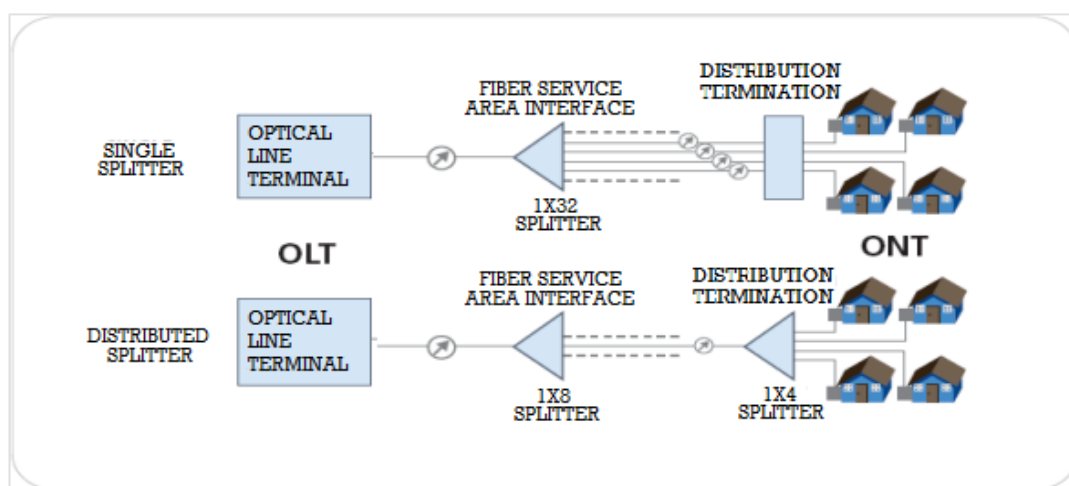 FIBER SERVICE
AREA INTERFACE
DISTRIBUTION
TERMINATION
SINGLE
SPLITTER
OPTICAL
LINE
TERMINAL
1X32
SPLITTER
OLT
ONT
FIBER SERVICE
AREA INTERFACE
DISTRIBUTION
TERMINATION
DISTRIBUTED
SPLITTER
OPTICAL
LINE
TERMINAL
1X8
SPLITTER
1X4
SPLITTER